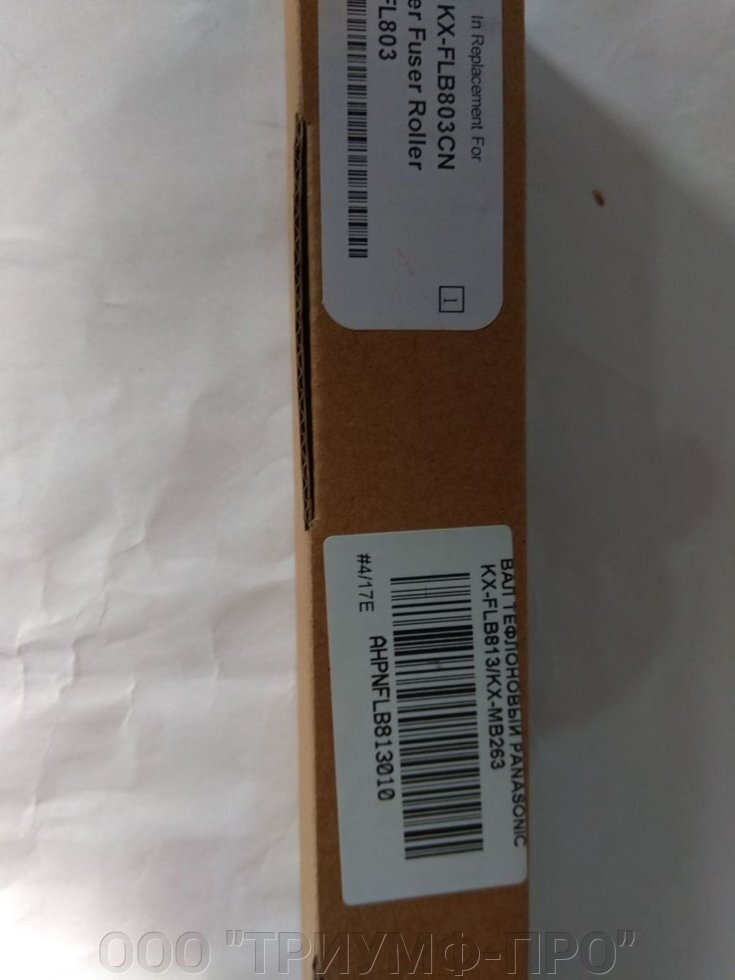 In Replacement For
KX-FLB803CN
er Fuser Roller
FL803
1
ВАЛ ТЕФЛОНОВЫЙ PANASONIC
KX-FLB813/KX-MB263
AHPNFLB813010
#4/17E
ООО "ТРИУМФ-ПРО"